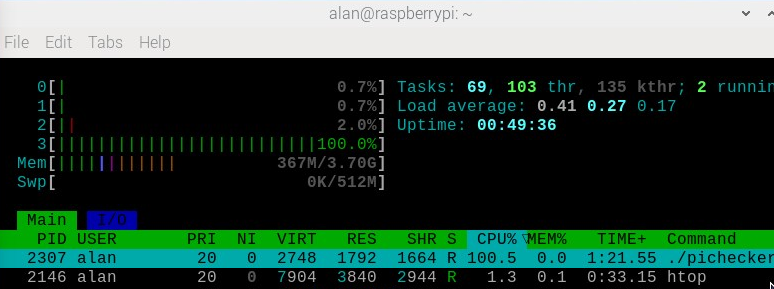 alan@raspberrypi: ~
File Edit Tabs Help
0[| 0.7%] Tasks: 69, 103 thr, 135 kthr; 2 runnin
1[| 0.7%] Load average: 0.41 0.27 0.17
2[|| 2.0%] Uptime: 00:49:36
3[||||||||||||||||||||||||||100.0%]
Mem[|||||||||||| 367M/3.70G]
Swp[ 0K/512M]
Main I/O
PID USER PRI NI VIRT RES SHR S CPU%▽MEM% TIME+ Command
2307 alan 20 0 2748 1792 1664 R 100.5 0.0 1:21.55 ./pichecker
2146 alan 20 0 7904 3840 2944 R 1.3 0.1 0:33.15 htop